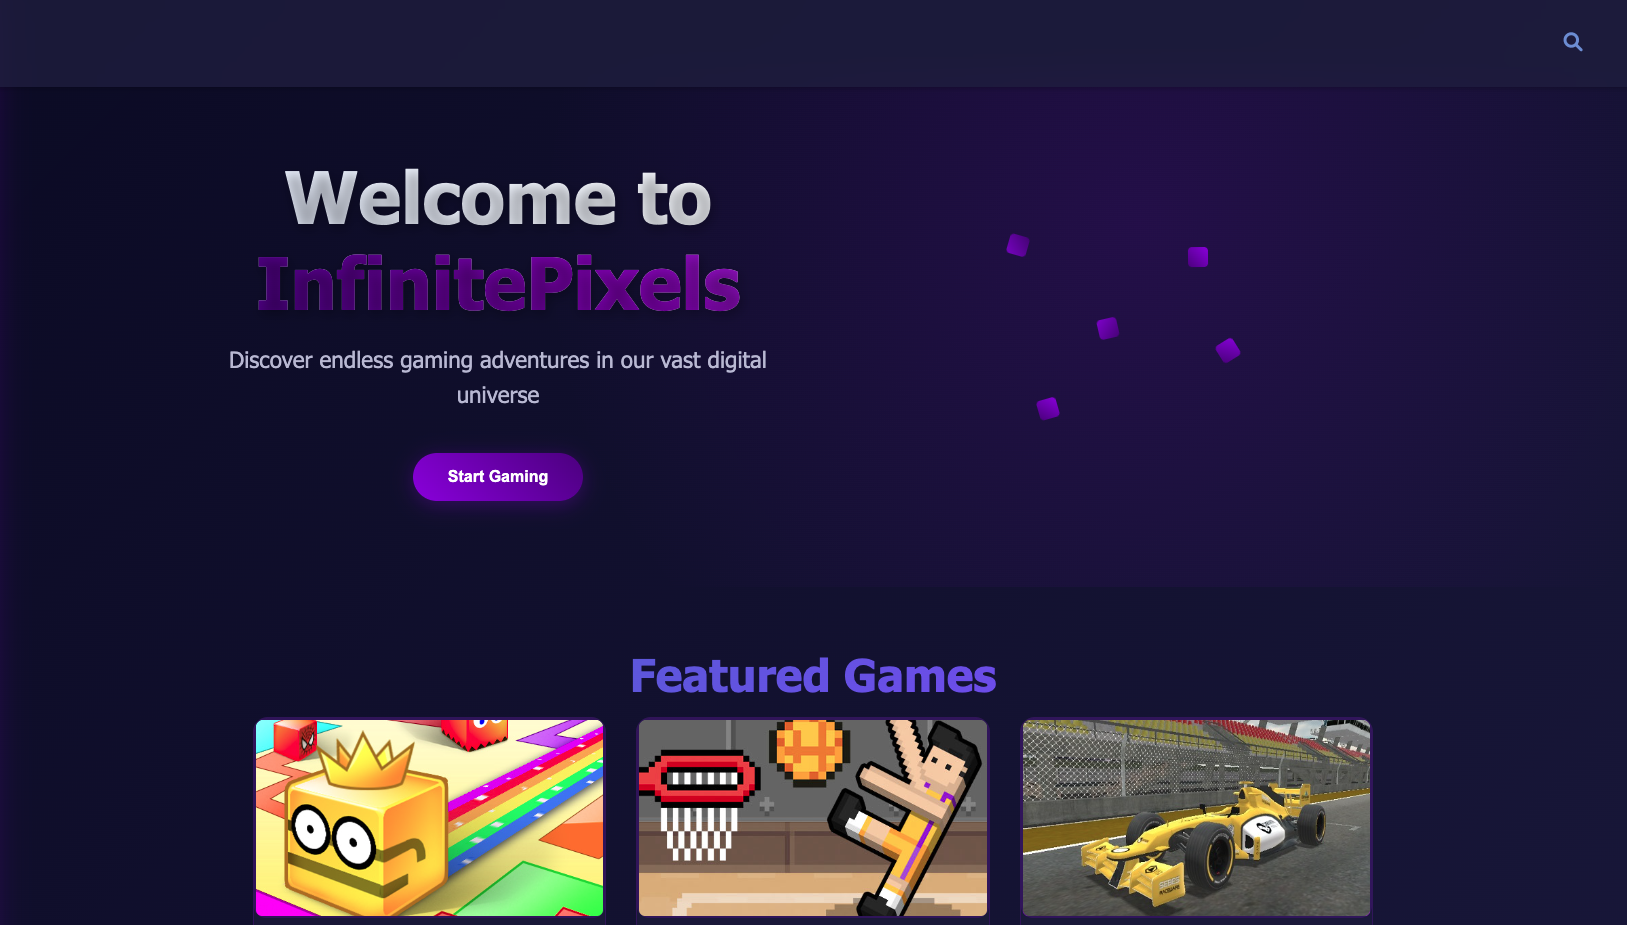 Welcome to
InfinitePixels
Discover endless gaming adventures in our vast digital
universe
Start Gaming
Featured Games